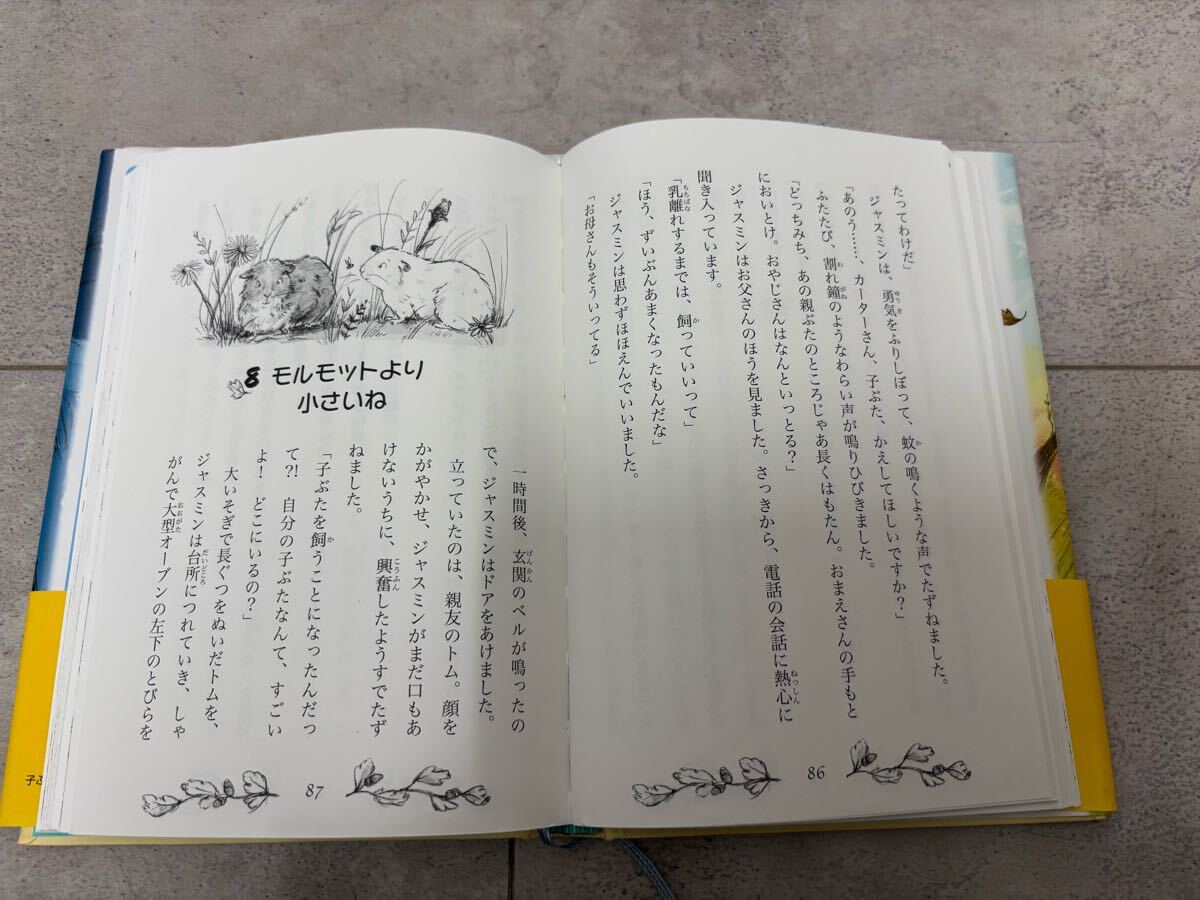 たってわけだ」
ジャスミンは、勇気をふりしぼって、蚊の鳴くような声でたずねました。
「あのう……、カーターさん、子ぶた、かえしてほしいですか？」
ふたたび、割れ鐘のようなわらい声が鳴りひびきました。
「どっちみち、あの親ぶたのところじゃあ長くはもたん。おまえさんの手もと
においとけ。おやじさんはなんといっとる？」
ジャスミンはお父さんのほうを見ました。さっきから、電話の会話に熱心に
聞き入っています。
「乳離れするまでは、飼っていいって」
「ほう、ずいぶんあまくなったもんだな」
ジャスミンは思わずほほえんでいいました。
「お母さんもそういってる」
86
8 モルモットより
小さいね
一時間後、玄関のベルが鳴ったの
で、ジャスミンはドアをあけました。
立っていたのは、親友のトム。顔を
かがやかせ、ジャスミンがまだ口もあ
けないうちに、興奮したようすでたず
ねました。
「子ぶたを飼うことになったんだっ
て?! 自分の子ぶたなんて、すごい
よ！ どこにいるの？」
大いそぎで長ぐつをぬいだトムを、
ジャスミンは台所につれていき、しゃ
がんで大型オーブンの左下のとびらを
87